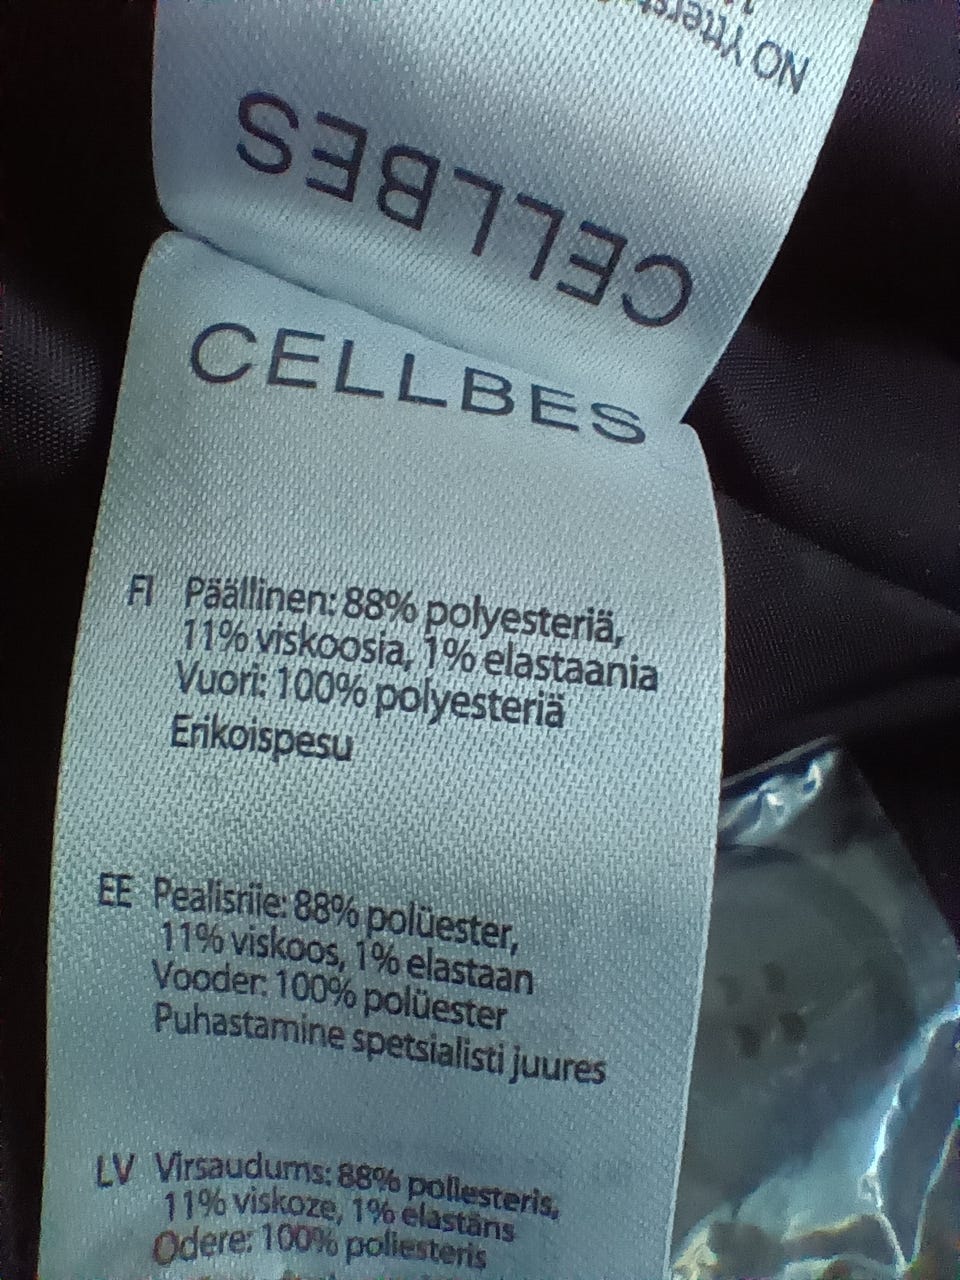 NO Ytterst
CELLBES
CELLBES
FI Päällinen: 88% polyesteriä,
11% viskoosia, 1% elastaania
Vuori: 100% polyesteriä
Erikoispesu
EE Pealisriie: 88% polüester,
11% viskoos, 1% elastaan
Vooder: 100% polüester
Puhastamine spetsialisti juures
LV Virsaudums: 88% poliesteris,
11% viskoze, 1% elastāns
Odere: 100% poliesteris